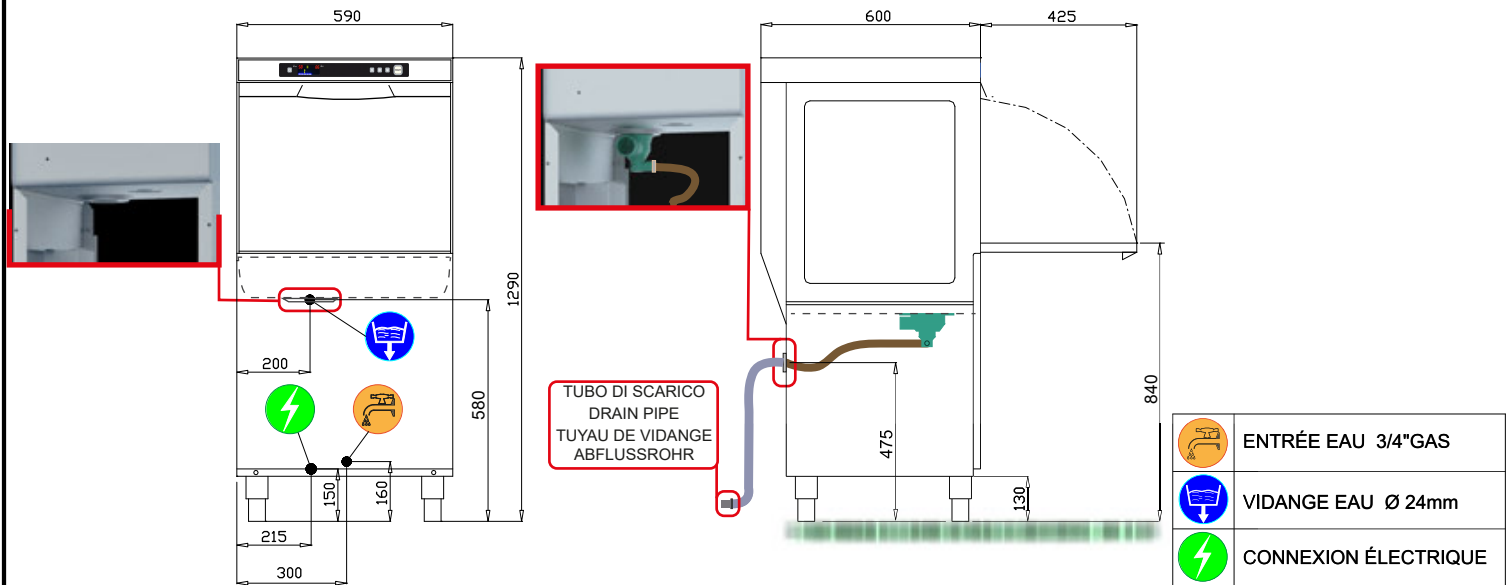 590
600
425
1290
200
580
840
TUBO DI SCARICO
DRAIN PIPE
TUYAU DE VIDANGE
ABFLUSSROHR
475
150
160
130
215
300
ENTRÉE EAU 3/4"GAS
VIDANGE EAU Ø 24mm
CONNEXION ÉLECTRIQUE